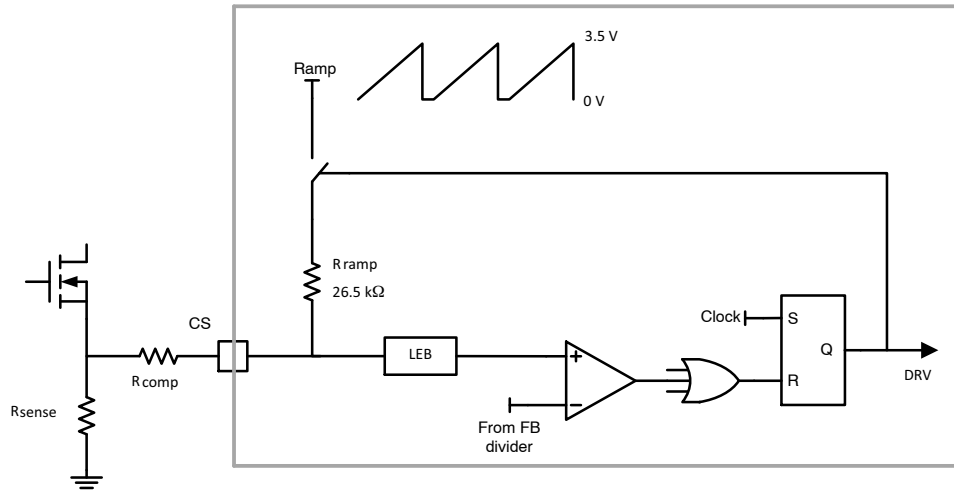 3.5 V
Ramp
0 V
Rramp
26.5 kΩ
CS
Clock
S
LEB
Q
+
Rcomp
DRV
R
−
Rsense
From FB
divider